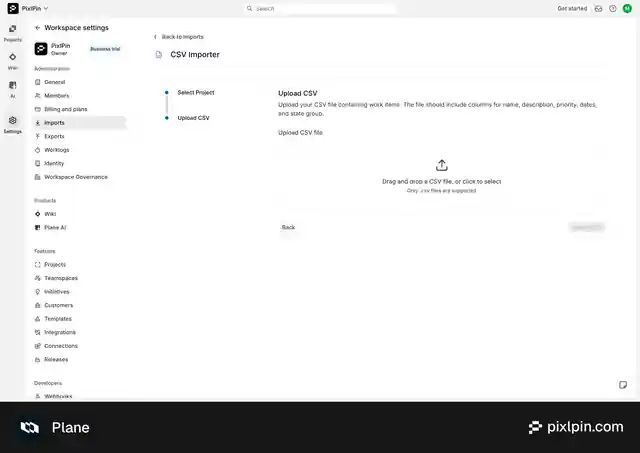 PixlPin
Search
Get started
M
Projects
Wiki
AI
Settings
Workspace settings
PixlPin
Owner
Business trial
Administration
General
Members
Billing and plans
Imports
Exports
Worklogs
Identity
Workspace Governance
Products
Wiki
Plane AI
Features
Projects
Teamspaces
Initiatives
Customers
Templates
Integrations
Connections
Releases
Developers
Webhooks
Back to imports
CSV Importer
Select Project
Upload CSV
Upload CSV
Upload your CSV file containing work items. The file should include columns for name, description, priority, dates,
and state group.
Upload CSV file
Drag and drop a CSV file, or click to select
Only .csv files are supported
Back
Plane
pixlpin.com